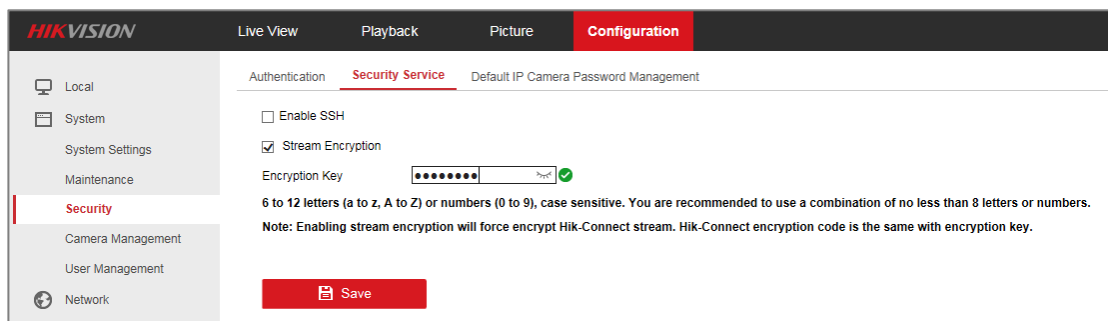 HIKVISION
Live View Playback Picture Configuration
Authentication Security Service Default IP Camera Password Management
Local
System
System Settings
Maintenance
Security
Camera Management
User Management
Network
Enable SSH
Stream Encryption
Encryption Key ●●●●●●●●
6 to 12 letters (a to z, A to Z) or numbers (0 to 9), case sensitive. You are recommended to use a combination of no less than 8 letters or numbers.
Note: Enabling stream encryption will force encrypt Hik-Connect stream. Hik-Connect encryption code is the same with encryption key.
Save